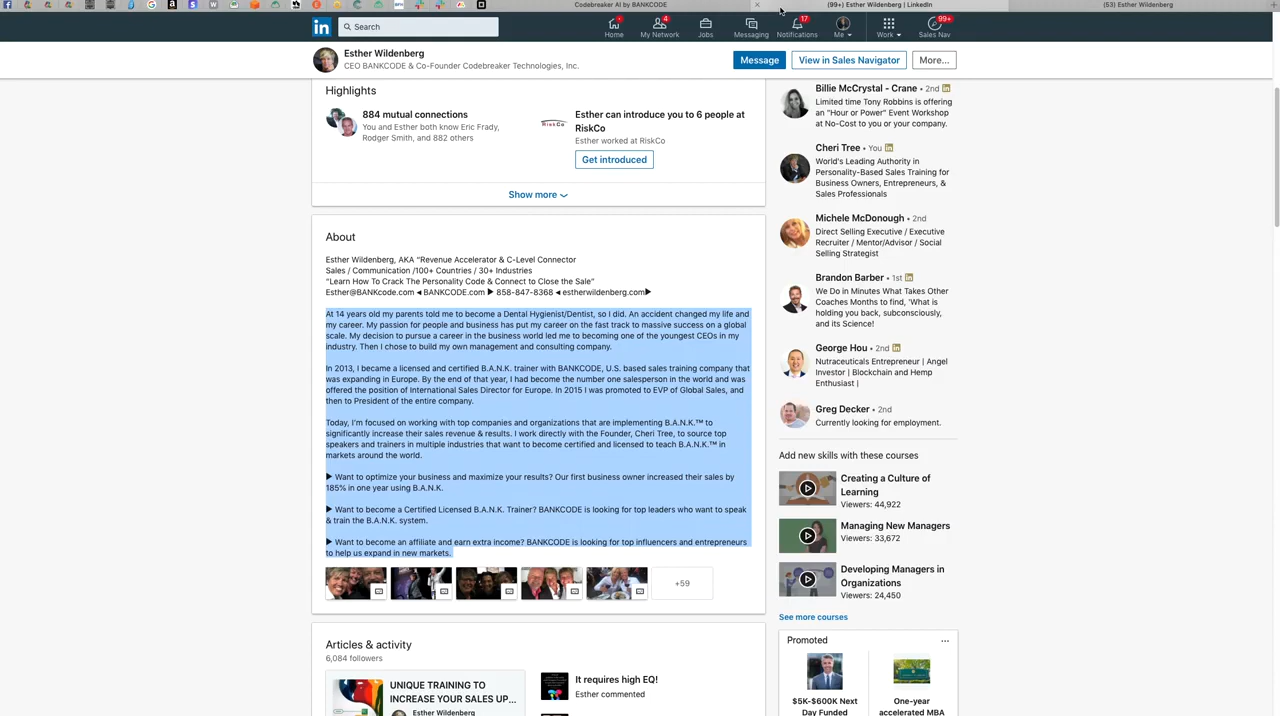 Codebreaker AI by BANKCODE
(99+) Esther Wildenberg | LinkedIn
(53) Esther Wildenberg
in
Search
Home
4
My Network
Jobs
Messaging
17
Notifications
Me
Work
99+
Sales Nav
Esther Wildenberg
CEO BANKCODE & Co-Founder Codebreaker Technologies, Inc.
Message
View in Sales Navigator
More...
Highlights
884 mutual connections
You and Esther both know Eric Frady,
Rodger Smith, and 882 others
RiskCo
Esther can introduce you to 6 people at
RiskCo
Esther worked at RiskCo
Get introduced
Show more
About
Esther Wildenberg, AKA "Revenue Accelerator & C-Level Connector
Sales / Communication /100+ Countries / 30+ Industries
"Learn How To Crack The Personality Code & Connect to Close the Sale"
Esther@BANKcode.com ◄ BANKCODE.com ► 858-847-8368 ◄ estherwildenberg.com►
At 14 years old my parents told me to become a Dental Hygienist/Dentist, so I did. An accident changed my life and
my career. My passion for people and business has put my career on the fast track to massive success on a global
scale. My decision to pursue a career in the business world led me to becoming one of the youngest CEOs in my
industry. Then I chose to build my own management and consulting company.
In 2013, I became a licensed and certified B.A.N.K. trainer with BANKCODE, U.S. based sales training company that
was expanding in Europe. By the end of that year, I had become the number one salesperson in the world and was
offered the position of International Sales Director for Europe. In 2015 I was promoted to EVP of Global Sales, and
then to President of the entire company.
Today, I'm focused on working with top companies and organizations that are implementing B.A.N.K.™ to
significantly increase their sales revenue & results. I work directly with the Founder, Cheri Tree, to source top
speakers and trainers in multiple industries that want to become certified and licensed to teach B.A.N.K.™ in
markets around the world.
► Want to optimize your business and maximize your results? Our first business owner increased their sales by
185% in one year using B.A.N.K.
► Want to become a Certified Licensed B.A.N.K. Trainer? BANKCODE is looking for top leaders who want to speak
& train the B.A.N.K. system.
► Want to become an affiliate and earn extra income? BANKCODE is looking for top influencers and entrepreneurs
to help us expand in new markets.
+59
Articles & activity
6,084 followers
UNIQUE TRAINING TO
INCREASE YOUR SALES UP...
Esther Wildenberg
It requires high EQ!
Esther commented
Billie McCrystal - Crane • 2nd
Limited time Tony Robbins is offering
an "Hour or Power" Event Workshop
at No-Cost to you or your company.
Cheri Tree • You
World's Leading Authority in
Personality-Based Sales Training for
Business Owners, Entrepreneurs, &
Sales Professionals
Michele McDonough • 2nd
Direct Selling Executive / Executive
Recruiter / Mentor/Advisor / Social
Selling Strategist
Brandon Barber • 1st
We Do in Minutes What Takes Other
Coaches Months to find, 'What is
holding you back, subconsciously,
and its Science!
George Hou • 2nd
Nutraceuticals Entrepreneur | Angel
Investor | Blockchain and Hemp
Enthusiast |
Greg Decker • 2nd
Currently looking for employment.
Add new skills with these courses
Creating a Culture of
Learning
Viewers: 44,922
Managing New Managers
Viewers: 33,672
Developing Managers in
Organizations
Viewers: 24,450
See more courses
Promoted
...
$5K-$600K Next
Day Funded
One-year
accelerated MBA